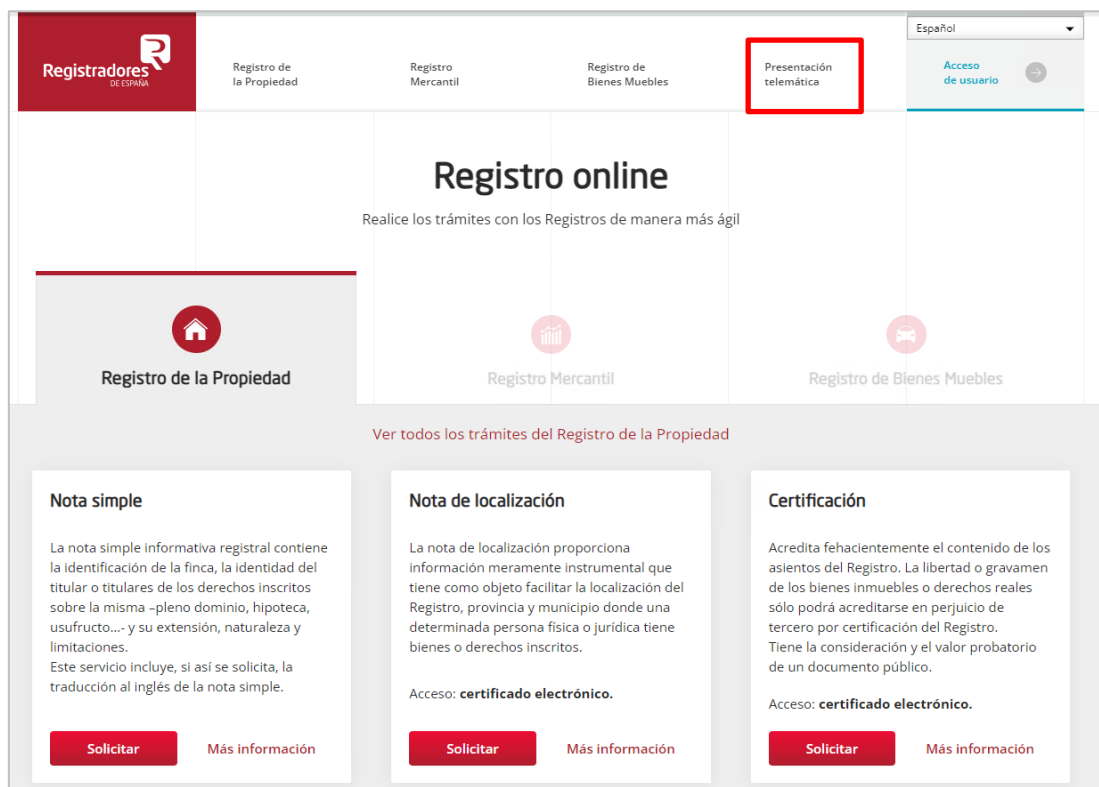 Español
Registradores
DE ESPAÑA
Registro de
la Propiedad
Registro
Mercantil
Registro de
Bienes Muebles
Presentación
telemática
Acceso
de usuario
Registro online
Realice los trámites con los Registros de manera más ágil
Registro de la Propiedad
Registro Mercantil
Registro de Bienes Muebles
Ver todos los trámites del Registro de la Propiedad
Nota simple
La nota simple informativa registral contiene
la identificación de la finca, la identidad del
titular o titulares de los derechos inscritos
sobre la misma –pleno dominio, hipoteca,
usufructo...- y su extensión, naturaleza y
limitaciones.
Este servicio incluye, si así se solicita, la
traducción al inglés de la nota simple.
Solicitar
Más información
Nota de localización
La nota de localización proporciona
información meramente instrumental que
tiene como objeto facilitar la localización del
Registro, provincia y municipio donde una
determinada persona física o jurídica tiene
bienes o derechos inscritos.
Acceso: certificado electrónico.
Solicitar
Más información
Certificación
Acredita fehacientemente el contenido de los
asientos del Registro. La libertad o gravamen
de los bienes inmuebles o derechos reales
sólo podrá acreditarse en perjuicio de
tercero por certificación del Registro.
Tiene la consideración y el valor probatorio
de un documento público.
Acceso: certificado electrónico.
Solicitar
Más información